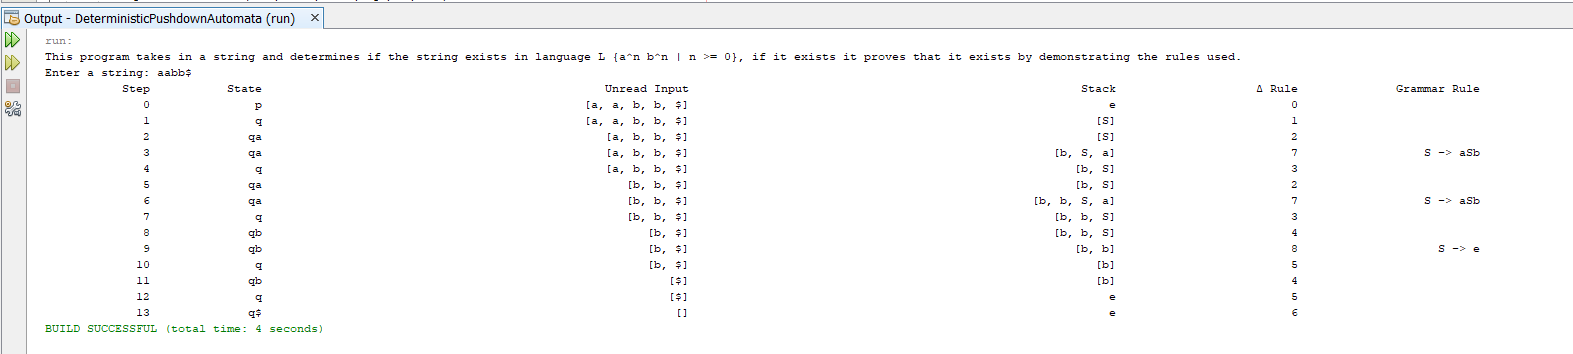 Output - DeterministicPushdownAutomata (run) ×
run:
This program takes in a string and determines if the string exists in language L {a^n b^n | n >= 0}, if it exists it proves that it exists by demonstrating the rules used.
Enter a string: aabb$
Step State Unread Input Stack Δ Rule Grammar Rule
0 p [a, a, b, b, $] e 0
1 q [a, a, b, b, $] [S] 1
2 qa [a, b, b, $] [S] 2
3 qa [a, b, b, $] [b, S, a] 7 S -> aSb
4 q [a, b, b, $] [b, S] 3
5 qa [b, b, $] [b, S] 2
6 qa [b, b, $] [b, b, S, a] 7 S -> aSb
7 q [b, b, $] [b, b, S] 3
8 qb [b, $] [b, b, S] 4
9 qb [b, $] [b, b] 8 S -> e
10 q [b, $] [b] 5
11 qb [$] [b] 4
12 q [$] e 5
13 q$ [] e 6
BUILD SUCCESSFUL (total time: 4 seconds)